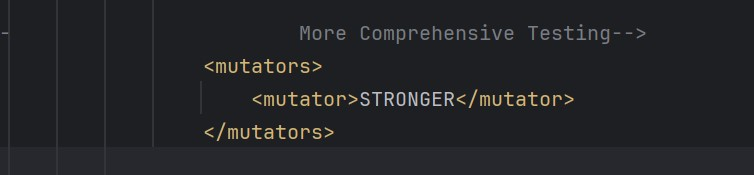 More Comprehensive Testing-->
<mutators>
<mutator>STRONGER</mutator>
</mutators>